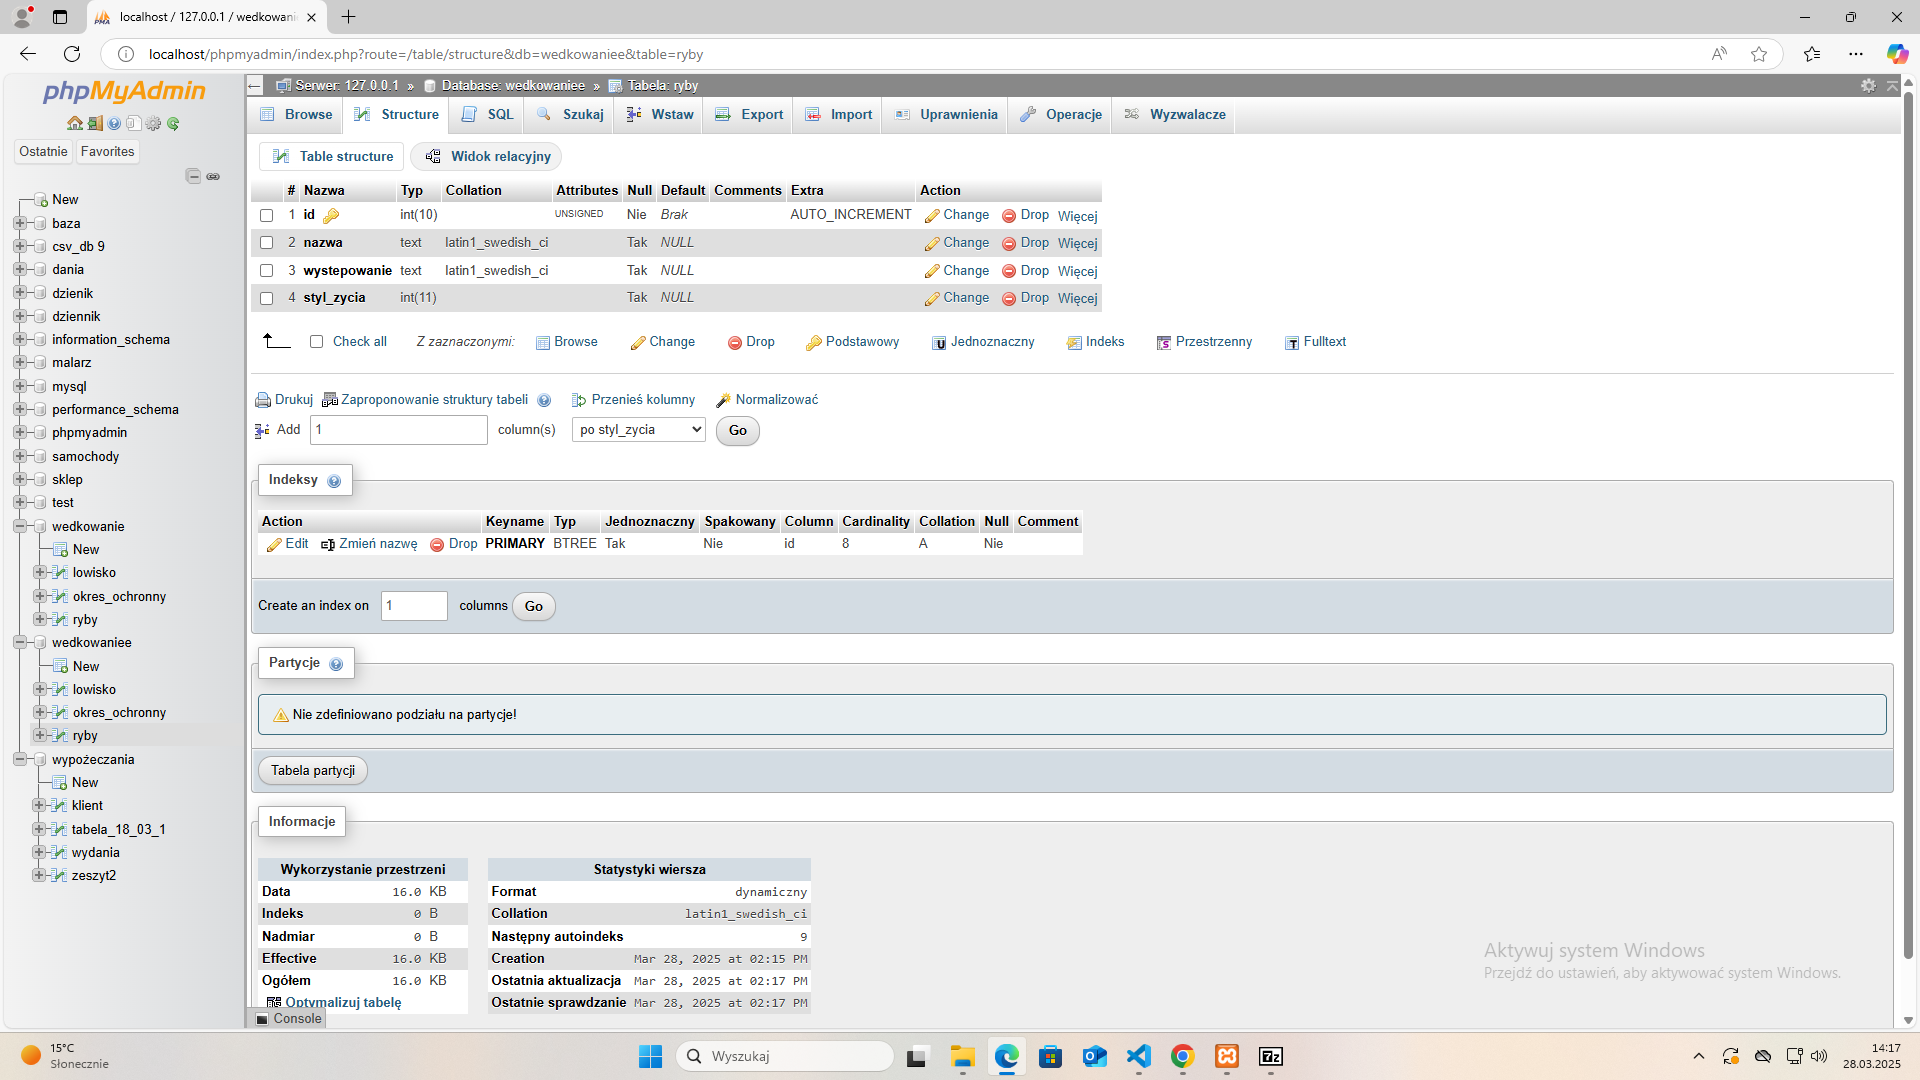 localhost / 127.0.0.1 / wedkowani
localhost/phpmyadmin/index.php?route=/table/structure&db=wedkowaniee&table=ryby
phpMyAdmin
Ostatnie Favorites
New
baza
csv_db 9
dania
dzienik
dziennik
information_schema
malarz
mysql
performance_schema
phpmyadmin
samochody
sklep
test
wedkowanie
New
lowisko
okres_ochronny
ryby
wedkowaniee
New
lowisko
okres_ochronny
ryby
wypożeczania
New
klient
tabela_18_03_1
wydania
zeszyt2
Serwer: 127.0.0.1 » Database: wedkowaniee » Tabela: ryby
Browse Structure SQL Szukaj Wstaw Export Import Uprawnienia Operacje Wyzwalacze
Table structure Widok relacyjny
# Nazwa Typ Collation Attributes Null Default Comments Extra Action
1 id int(10) UNSIGNED Nie Brak AUTO_INCREMENT Change Drop Więcej
2 nazwa text latin1_swedish_ci Tak NULL Change Drop Więcej
3 wystepowanie text latin1_swedish_ci Tak NULL Change Drop Więcej
4 styl_zycia int(11) Tak NULL Change Drop Więcej
Check all Z zaznaczonymi: Browse Change Drop Podstawowy Jednoznaczny Indeks Przestrzenny Fulltext
Drukuj Zaproponowanie struktury tabeli Przenieś kolumny Normalizować
Add 1 column(s) po styl_zycia Go
Indeksy
Action Keyname Typ Jednoznaczny Spakowany Column Cardinality Collation Null Comment
Edit Zmień nazwę Drop PRIMARY BTREE Tak Nie id 8 A Nie
Create an index on 1 columns Go
Partycje
Nie zdefiniowano podziału na partycje!
Tabela partycji
Informacje
Wykorzystanie przestrzeni
Data 16.0 KB
Indeks 0 B
Nadmiar 0 B
Effective 16.0 KB
Ogółem 16.0 KB
Optymalizuj tabelę
Statystyki wiersza
Format dynamiczny
Collation latin1_swedish_ci
Następny autoindeks 9
Creation Mar 28, 2025 at 02:15 PM
Ostatnia aktualizacja Mar 28, 2025 at 02:17 PM
Ostatnie sprawdzanie Mar 28, 2025 at 02:17 PM
Console
Aktywuj system Windows
Przejdź do ustawień, aby aktywować system Windows.
15°C
Słonecznie
Wyszukaj
14:17
28.03.2025